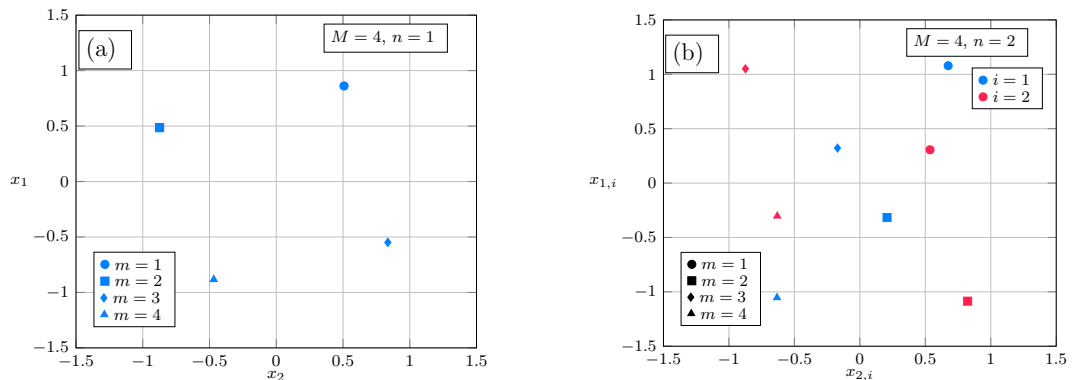 (a)
M = 4, n = 1
1.5
1
0.5
0
−0.5
−1
−1.5
x₁
m = 1
m = 2
m = 3
m = 4
−1.5 −1 −0.5 0 0.5 1 1.5
x₂
(b)
M = 4, n = 2
i = 1
i = 2
1.5
1
0.5
0
−0.5
−1
−1.5
x₁,ᵢ
m = 1
m = 2
m = 3
m = 4
−1.5 −1 −0.5 0 0.5 1 1.5
x₂,ᵢ